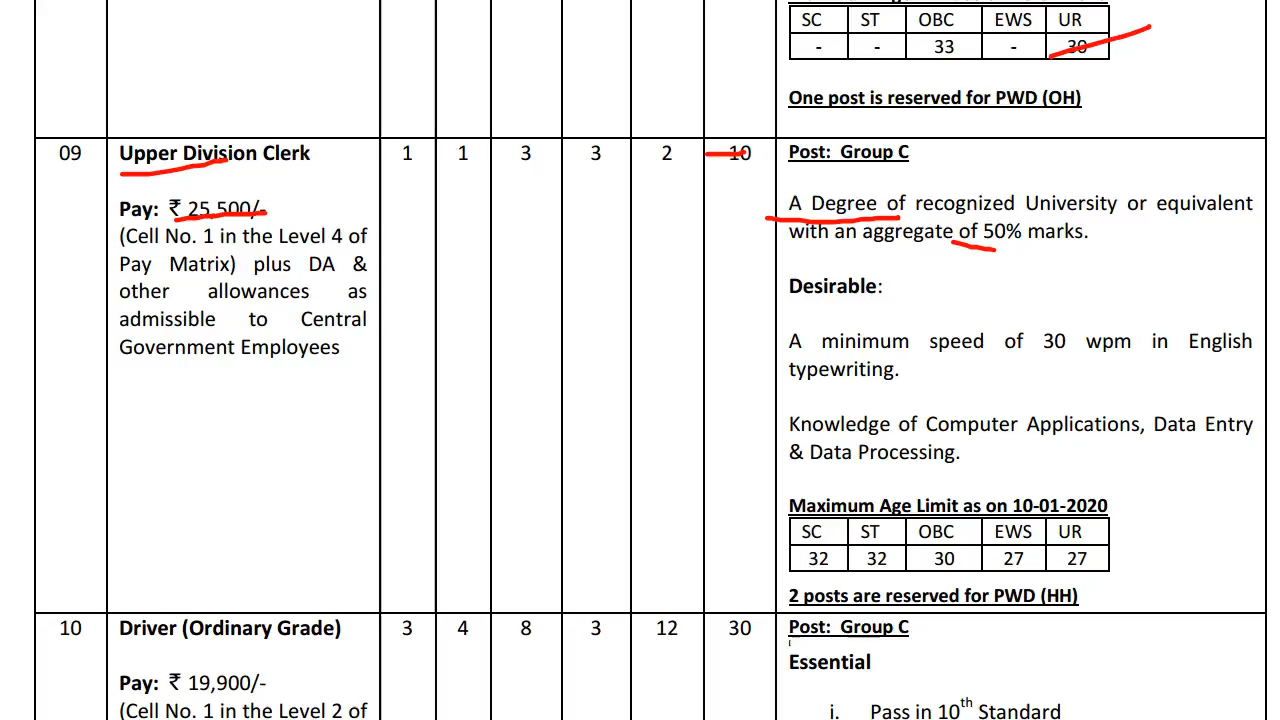 SC ST OBC EWS UR
- - 33 - 30
One post is reserved for PWD (OH)
09 Upper Division Clerk 1 1 3 3 2 10 Post: Group C
Pay: ₹ 25,500/-
(Cell No. 1 in the Level 4 of
Pay Matrix) plus DA &
other allowances as
admissible to Central
Government Employees
A Degree of recognized University or equivalent
with an aggregate of 50% marks.
Desirable:
A minimum speed of 30 wpm in English
typewriting.
Knowledge of Computer Applications, Data Entry
& Data Processing.
Maximum Age Limit as on 10-01-2020
SC ST OBC EWS UR
32 32 30 27 27
2 posts are reserved for PWD (HH)
10 Driver (Ordinary Grade) 3 4 8 3 12 30 Post: Group C
Pay: ₹ 19,900/-
(Cell No. 1 in the Level 2 of
Essential
i. Pass in 10th Standard